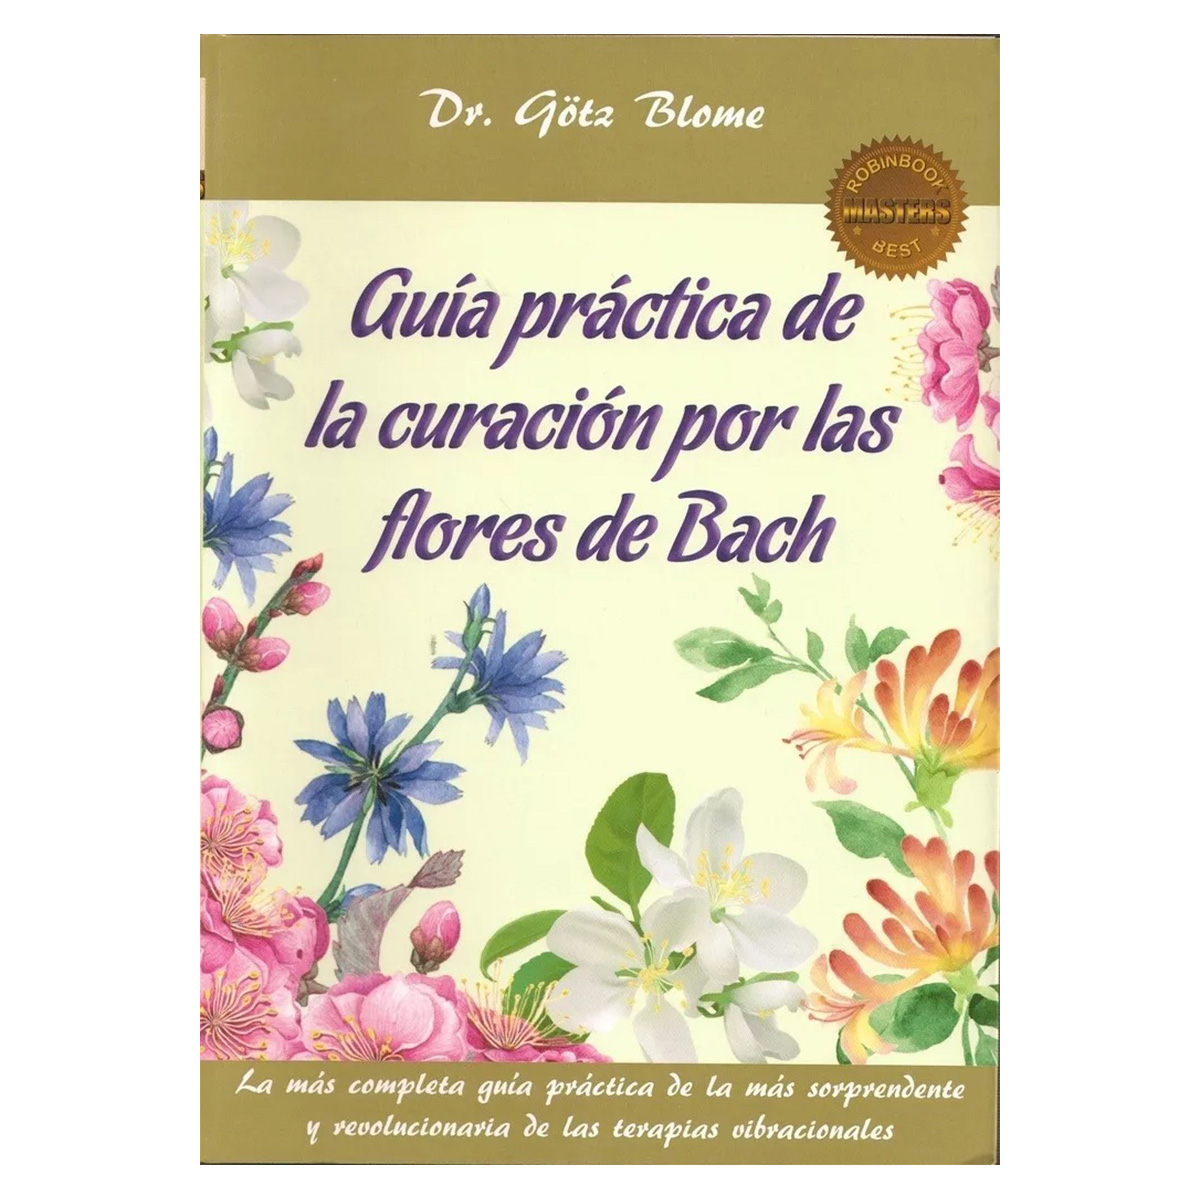 Dr. Götz Blome
ROBINBOOK
MASTERS
BEST
Guía práctica de
la curación por las
flores de Bach
La más completa guía práctica de la más sorprendente
y revolucionaria de las terapias vibracionales